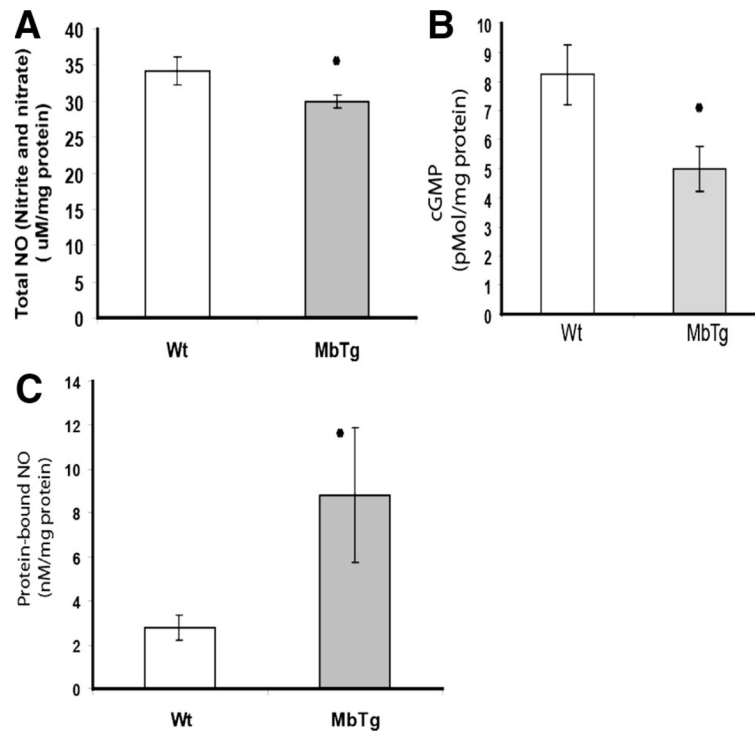 A
Total NO (Nitrite and nitrate)
( uM/mg protein)
40
35
30
25
20
15
10
5
0
Wt
MbTg
B
cGMP
(pMol/mg protein)
10
9
8
7
6
5
4
3
2
1
0
Wt
MbTg
C
Protein-bound NO
(nM/mg protein)
14
12
10
8
6
4
2
0
Wt
MbTg